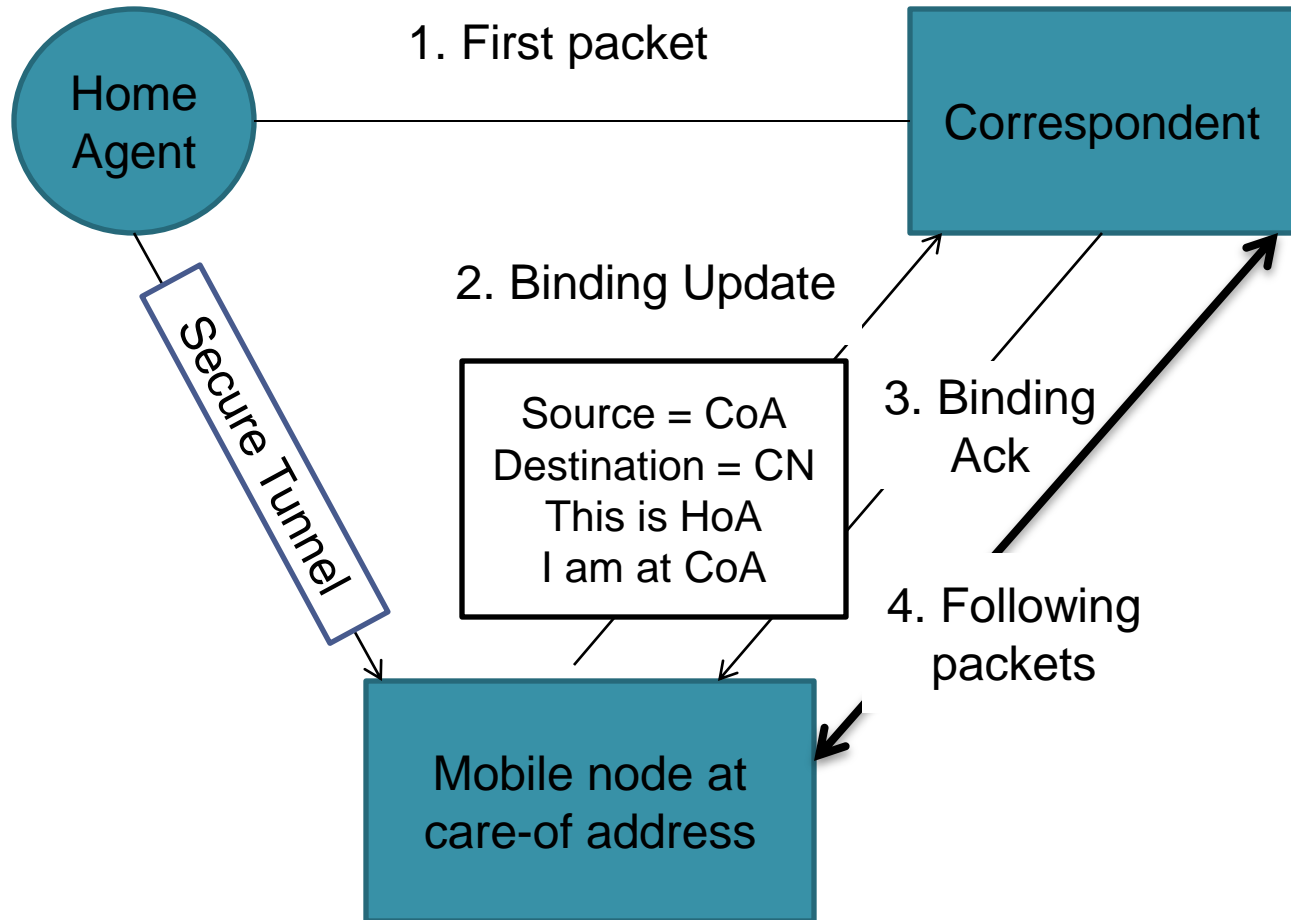 1. First packet
Home
Agent
Correspondent
2. Binding Update
Secure Tunnel
Source = CoA
Destination = CN
This is HoA
I am at CoA
3. Binding
Ack
4. Following
packets
Mobile node at
care-of address